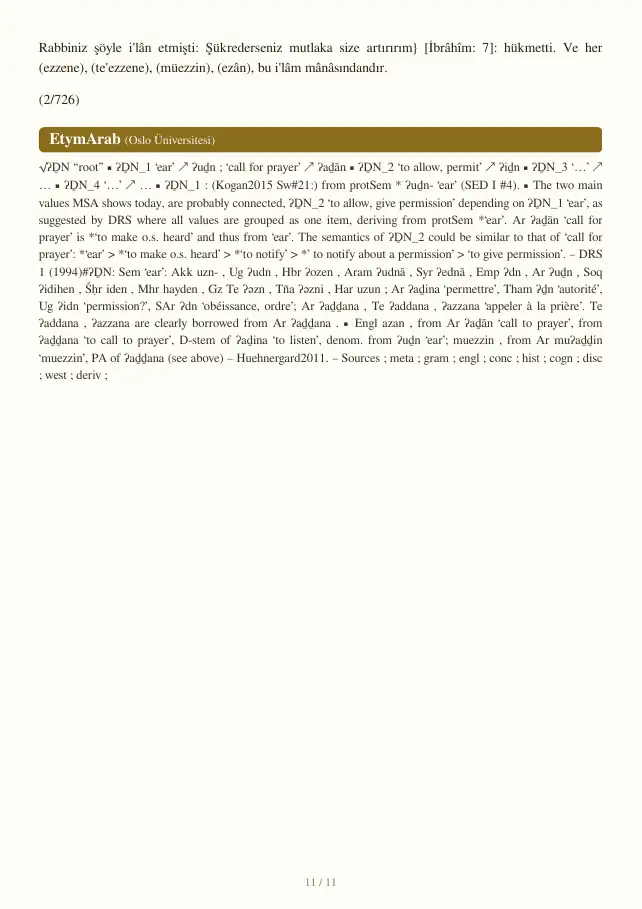 Rabbiniz şöyle i'lân etmişti: Şükrederseniz mutlaka size artırırım} [İbrâhîm: 7]: hükmetti. Ve her
(ezzene), (te'ezzene), (müezzin), (ezân), bu i'lâm mânâsındandır.
(2/726)
EtymArab (Oslo Üniversitesi)
√ʔḎN “root” ▪ ʔḎN_1 ‘ear’ ↗ ʔuḏn ; ‘call for prayer’ ↗ ʔaḏān ▪ ʔḎN_2 ‘to allow, permit’ ↗ ʔiḏn ▪ ʔḎN_3 ‘…’ ↗
… ▪ ʔḎN_4 ‘…’ ↗ … ▪ ʔḎN_1 : (Kogan2015 Sw#21:) from protSem * ʔuḏn- ‘ear’ (SED I #4). ▪ The two main
values MSA shows today, are probably connected, ʔḎN_2 ‘to allow, give permission’ depending on ʔḎN_1 ‘ear’, as
suggested by DRS where all values are grouped as one item, deriving from protSem *‘ear’. Ar ʔaḏān ‘call for
prayer’ is *‘to make o.s. heard’ and thus from ‘ear’. The semantics of ʔḎN_2 could be similar to that of ‘call for
prayer’: *‘ear’ > *‘to make o.s. heard’ > *‘to notify’ > *’ to notify about a permission’ > ‘to give permission’. – DRS
1 (1994)#ʔḎN: Sem ‘ear’: Akk uzn- , Ug ʔudn , Hbr ʔozen , Aram ʔudnā , Syr ʔednā , Emp ʔdn , Ar ʔuḏn , Soq
ʔidihen , Śḥr iden , Mhr hayden , Gz Te ʔəzn , Tña ʔəzni , Har uzun ; Ar ʔaḏina ‘permettre’, Tham ʔḏn ‘autorité’,
Ug ʔidn ‘permission?’, SAr ʔdn ‘obéissance, ordre’; Ar ʔaḏḏana , Te ʔaddana , ʔazzana ‘appeler à la prière’. Te
ʔaddana , ʔazzana are clearly borrowed from Ar ʔaḏḏana . ▪ Engl azan , from Ar ʔaḏān ‘call to prayer’, from
ʔaḏḏana ‘to call to prayer’, D-stem of ʔaḏina ‘to listen’, denom. from ʔuḏn ‘ear’; muezzin , from Ar muʔaḏḏin
‘muezzin’, PA of ʔaḏḏana (see above) – Huehnergard2011. – Sources ; meta ; gram ; engl ; conc ; hist ; cogn ; disc
; west ; deriv ;
11 / 11